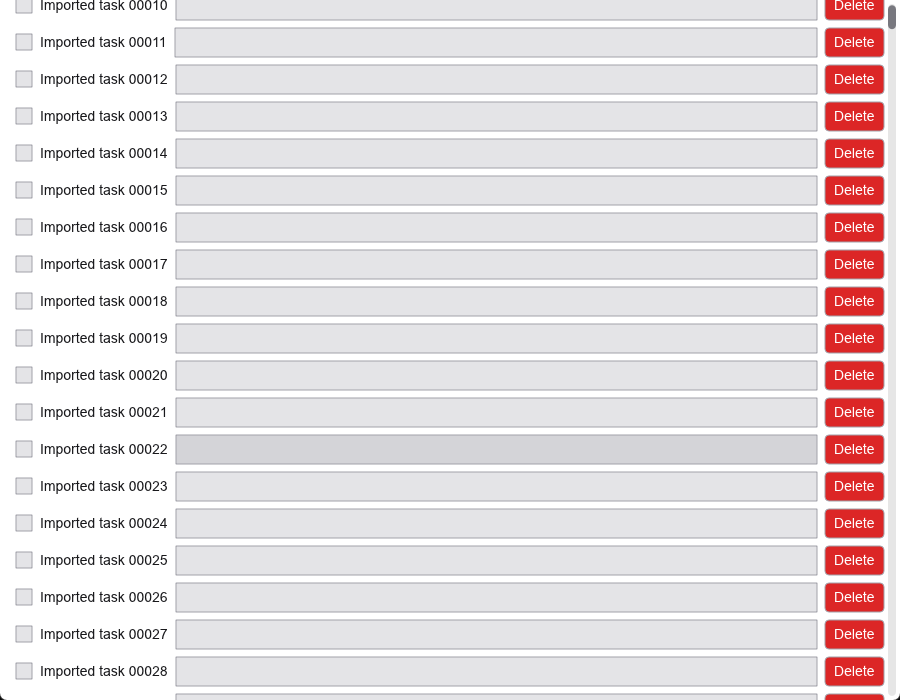 Imported task 00010 Delete
Imported task 00011 Delete
Imported task 00012 Delete
Imported task 00013 Delete
Imported task 00014 Delete
Imported task 00015 Delete
Imported task 00016 Delete
Imported task 00017 Delete
Imported task 00018 Delete
Imported task 00019 Delete
Imported task 00020 Delete
Imported task 00021 Delete
Imported task 00022 Delete
Imported task 00023 Delete
Imported task 00024 Delete
Imported task 00025 Delete
Imported task 00026 Delete
Imported task 00027 Delete
Imported task 00028 Delete